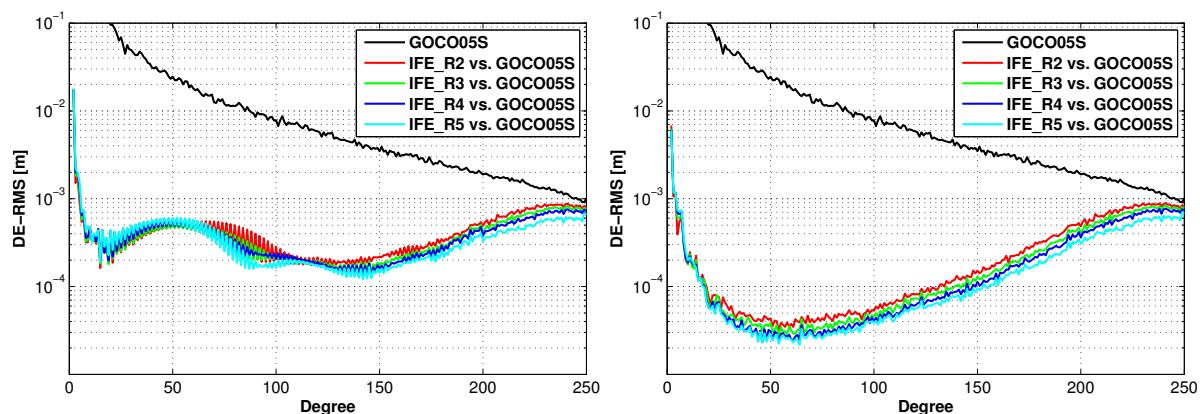 10^-1
10^-2
10^-3
10^-4
DE-RMS [m]
0 50 100 150 200 250
Degree
GOCO05S
IFE_R2 vs. GOCO05S
IFE_R3 vs. GOCO05S
IFE_R4 vs. GOCO05S
IFE_R5 vs. GOCO05S
10^-1
10^-2
10^-3
10^-4
DE-RMS [m]
0 50 100 150 200 250
Degree
GOCO05S
IFE_R2 vs. GOCO05S
IFE_R3 vs. GOCO05S
IFE_R4 vs. GOCO05S
IFE_R5 vs. GOCO05S